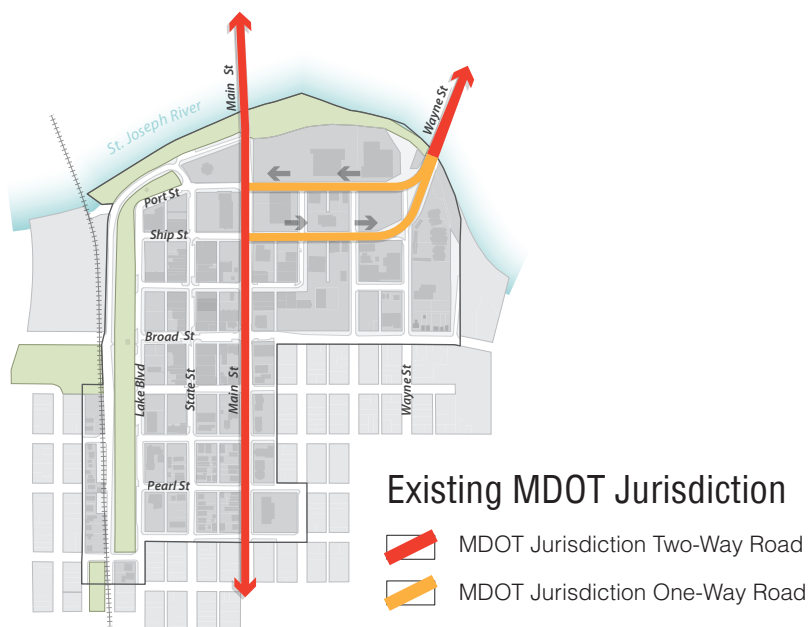 Main St
Wayne St
St. Joseph River
Port St
Ship St
Broad St
Lake Blvd
State St
Main St
Wayne St
Pearl St
Existing MDOT Jurisdiction
MDOT Jurisdiction Two-Way Road
MDOT Jurisdiction One-Way Road